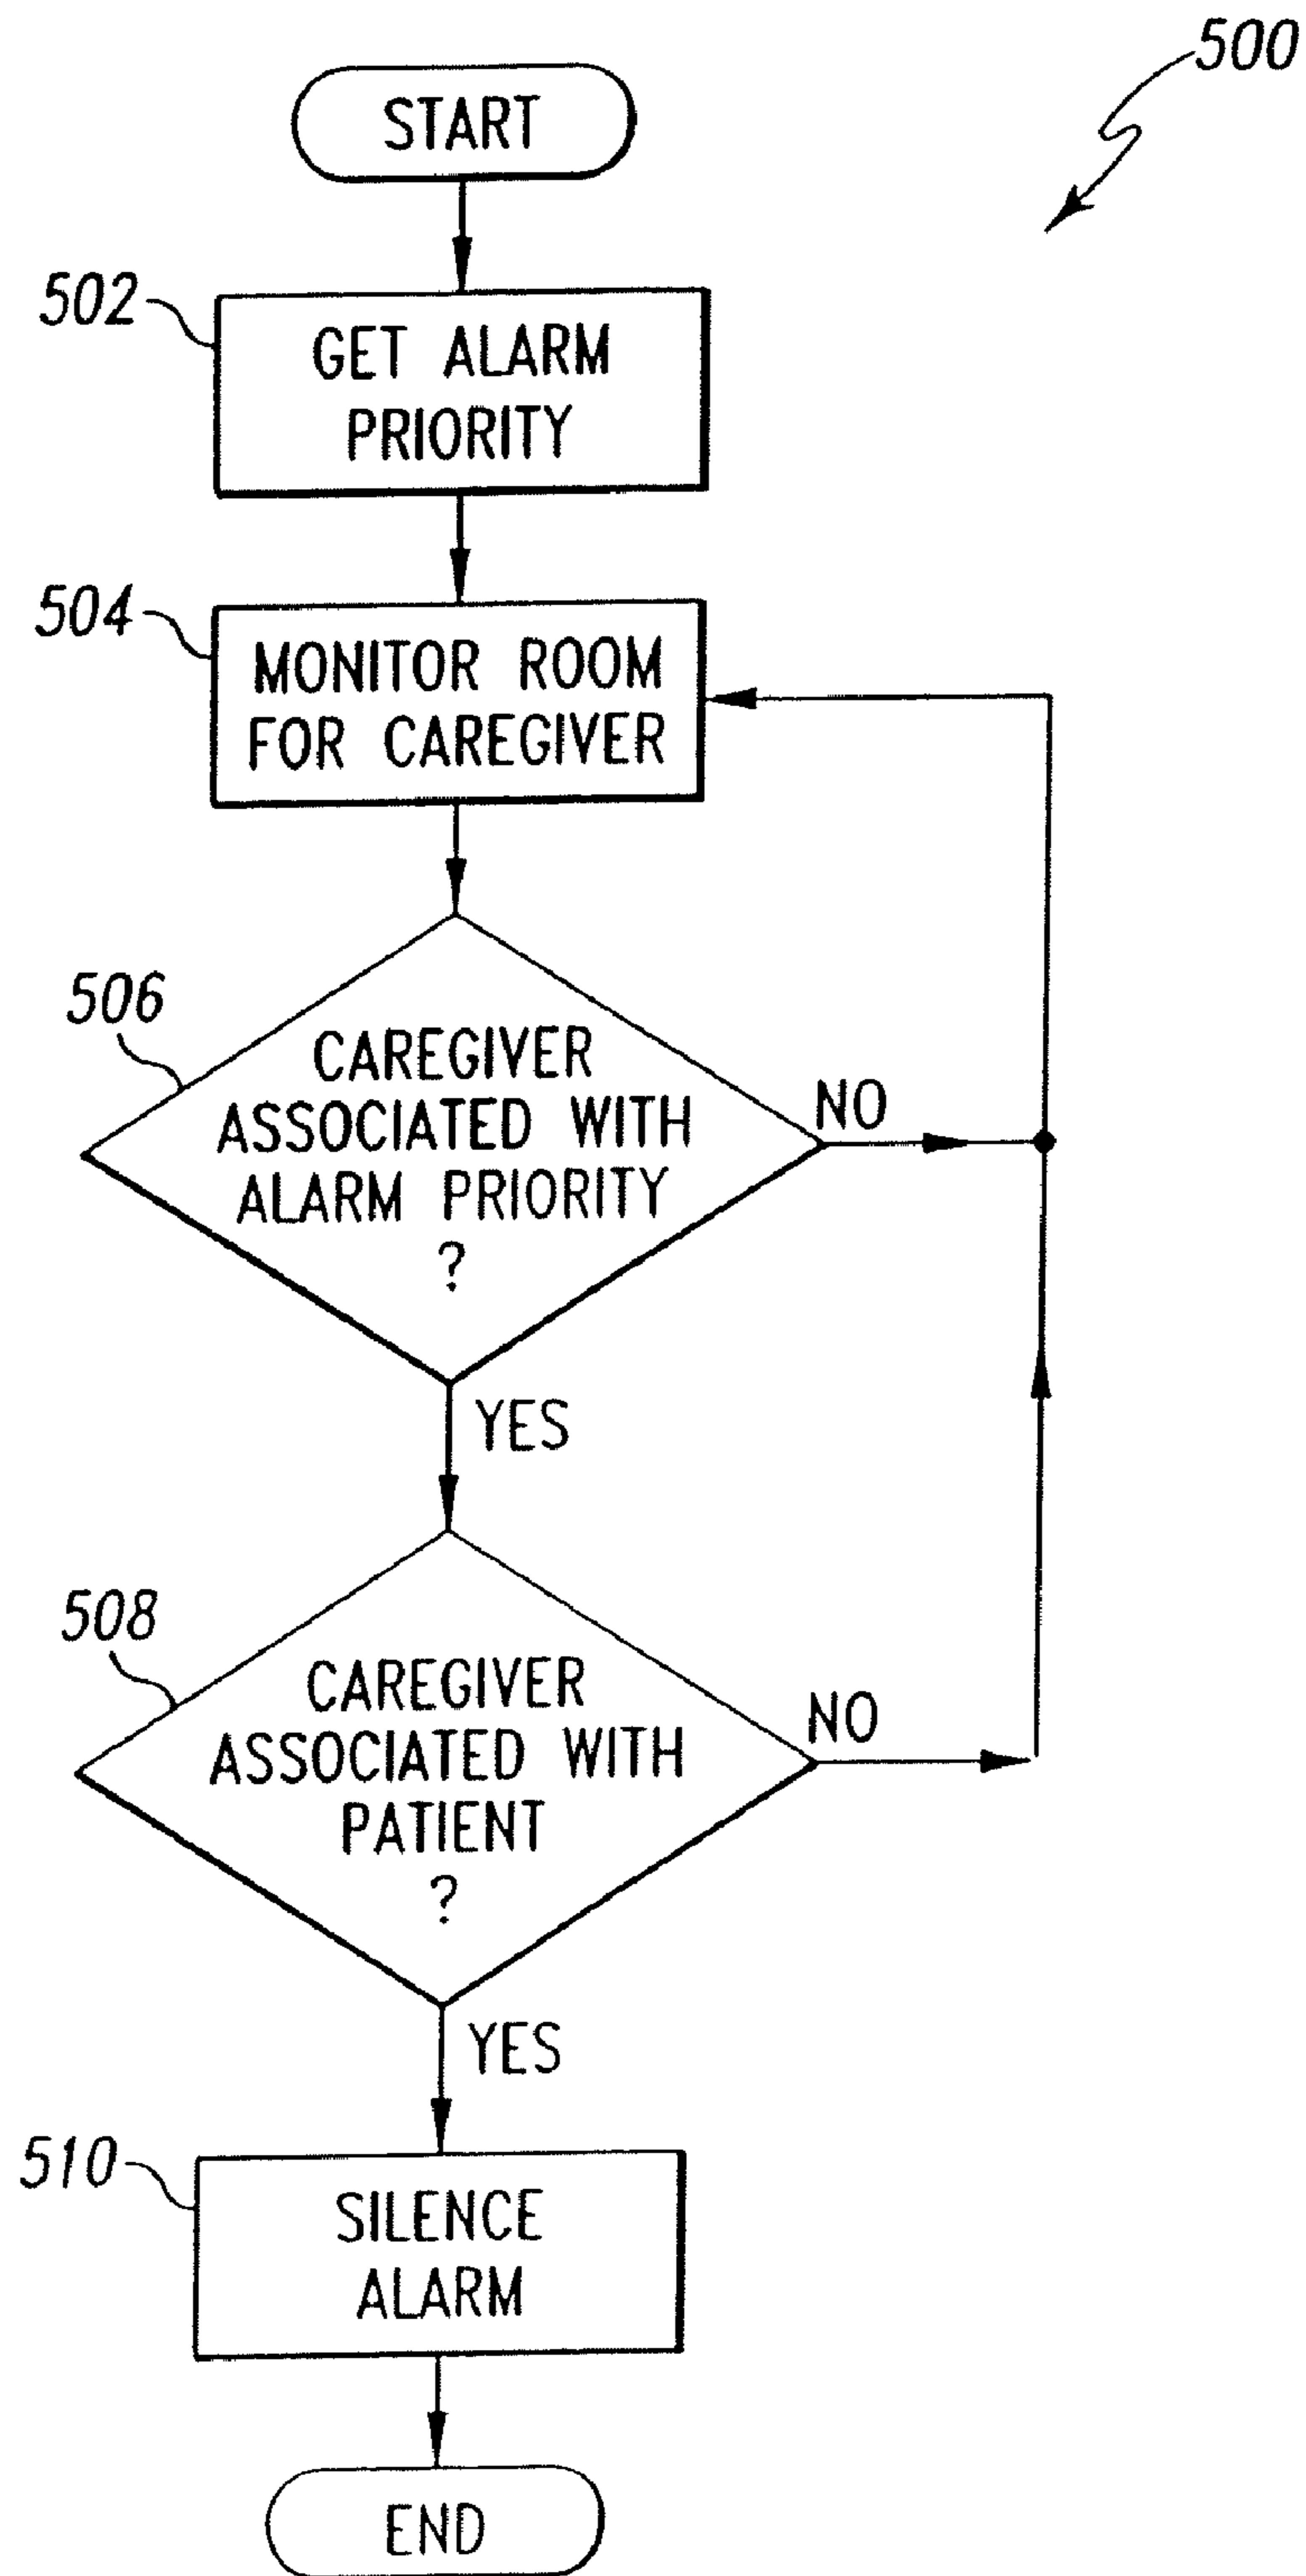 500
START
502
GET ALARM
PRIORITY
504
MONITOR ROOM
FOR CAREGIVER
506
CAREGIVER
ASSOCIATED WITH
ALARM PRIORITY
?
NO
YES
508
CAREGIVER
ASSOCIATED WITH
PATIENT
?
NO
YES
510
SILENCE
ALARM
END